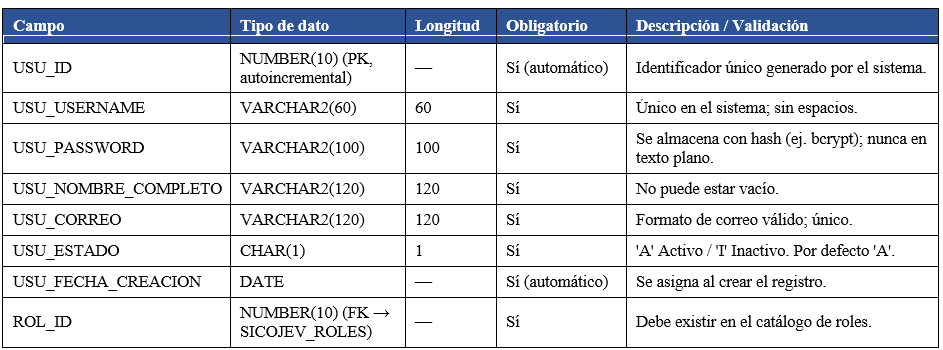 Campo Tipo de dato Longitud Obligatorio Descripción / Validación
USU_ID NUMBER(10) (PK, autoincremental) — Sí (automático) Identificador único generado por el sistema.
USU_USERNAME VARCHAR2(60) 60 Sí Único en el sistema; sin espacios.
USU_PASSWORD VARCHAR2(100) 100 Sí Se almacena con hash (ej. bcrypt); nunca en texto plano.
USU_NOMBRE_COMPLETO VARCHAR2(120) 120 Sí No puede estar vacío.
USU_CORREO VARCHAR2(120) 120 Sí Formato de correo válido; único.
USU_ESTADO CHAR(1) 1 Sí 'A' Activo / 'I' Inactivo. Por defecto 'A'.
USU_FECHA_CREACION DATE — Sí (automático) Se asigna al crear el registro.
ROL_ID NUMBER(10) (FK → SICOJEV_ROLES) — Sí Debe existir en el catálogo de roles.